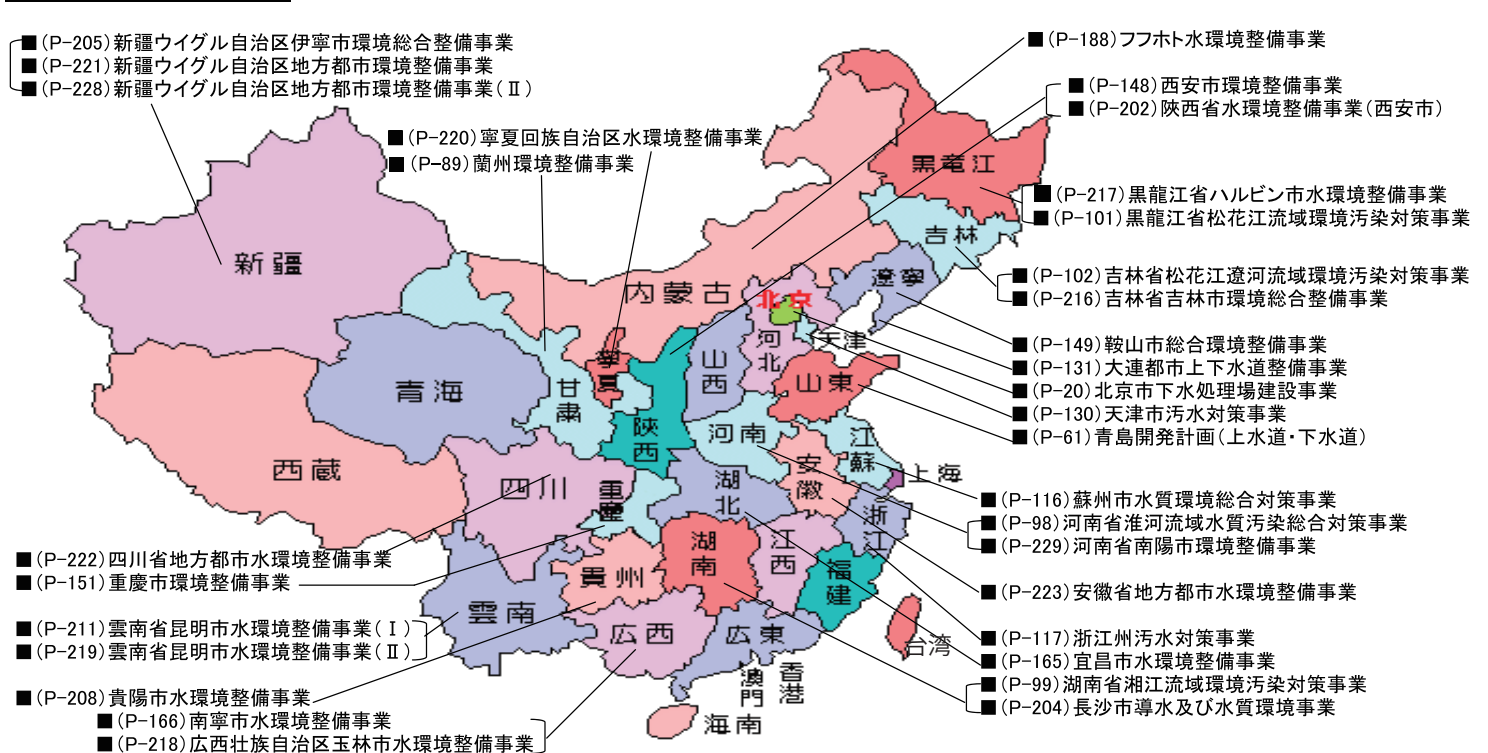 ■(P-205)新疆ウイグル自治区伊寧市環境総合整備事業
■(P-221)新疆ウイグル自治区地方都市環境整備事業
■(P-228)新疆ウイグル自治区地方都市環境整備事業(Ⅱ)
■(P-220)寧夏回族自治区水環境整備事業
■(P-89)蘭州環境整備事業
■(P-188)フフホト水環境整備事業
■(P-148)西安市環境整備事業
■(P-202)陝西省水環境整備事業(西安市)
■(P-217)黒龍江省ハルビン市水環境整備事業
■(P-101)黒龍江省松花江流域環境汚染対策事業
■(P-102)吉林省松花江遼河流域環境汚染対策事業
■(P-216)吉林省吉林市環境総合整備事業
■(P-149)鞍山市総合環境整備事業
■(P-131)大連都市上下水道整備事業
■(P-20)北京市下水処理場建設事業
■(P-130)天津市汚水対策事業
■(P-61)青島開発計画(上水道・下水道)
■(P-116)蘇州市水質環境総合対策事業
■(P-98)河南省淮河流域水質汚染総合対策事業
■(P-229)河南省南陽市環境整備事業
■(P-223)安徽省地方都市水環境整備事業
■(P-117)浙江州汚水対策事業
■(P-165)宜昌市水環境整備事業
■(P-99)湖南省湘江流域環境汚染対策事業
■(P-204)長沙市導水及び水質環境事業
■(P-222)四川省地方都市水環境整備事業
■(P-151)重慶市環境整備事業
■(P-211)雲南省昆明市水環境整備事業(Ⅰ)
■(P-219)雲南省昆明市水環境整備事業(Ⅱ)
■(P-208)貴陽市水環境整備事業
■(P-166)南寧市水環境整備事業
■(P-218)広西壮族自治区玉林市水環境整備事業
黒竜江
吉林
遼寧
新疆
内蒙古
北京
天津
河北
山西
山東
寧夏
甘粛
青海
陝西
河南
江蘇
西蔵
四川
重慶
湖北
安徽
上海
浙江
湖南
江西
福建
貴州
雲南
広西
広東
台湾
澳門
香港
海南